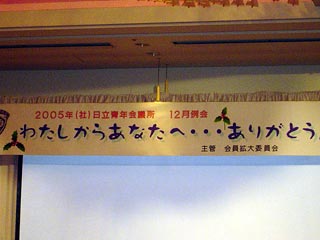 2005年(社)日立青年会議所 12月例会
わたしからあなたへ・・・ありがとう
主管 会員拡大委員会